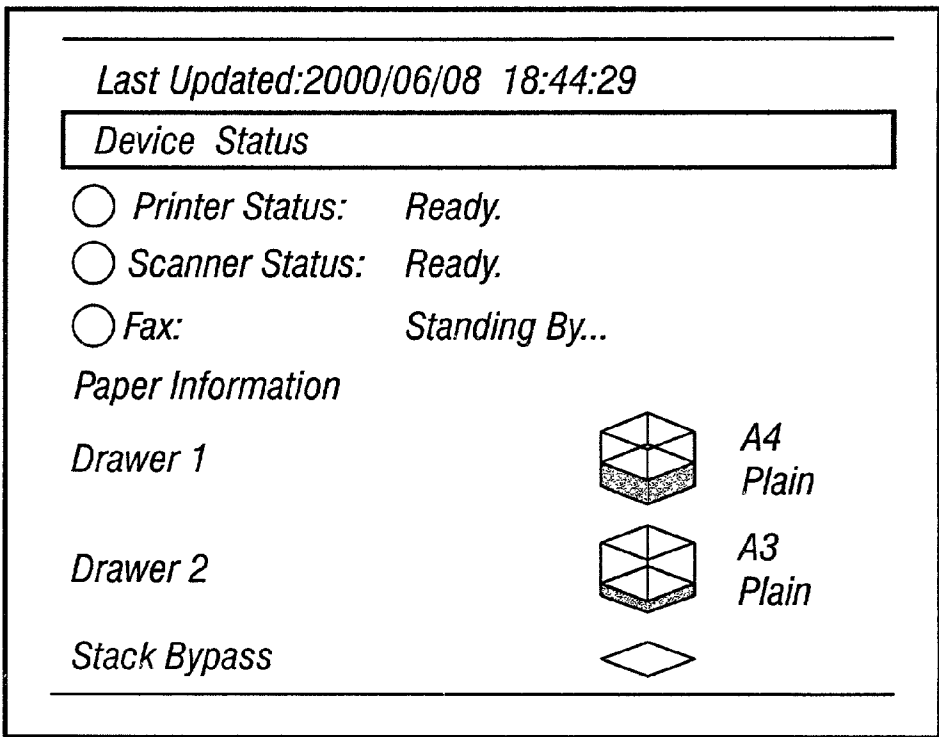 Last Updated:2000/06/08 18:44:29
Device Status
Printer Status: Ready.
Scanner Status: Ready.
Fax: Standing By...
Paper Information
Drawer 1 A4 Plain
Drawer 2 A3 Plain
Stack Bypass